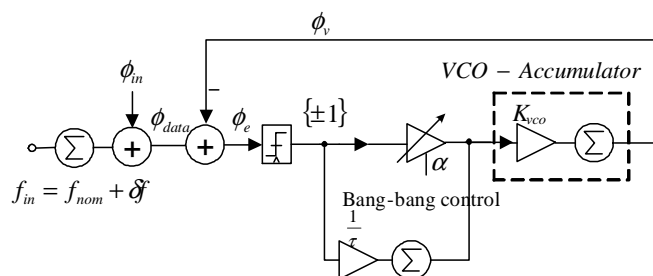 ϕ_v
VCO − Accumulator
ϕ_in
−
K_vco
ϕ_data
ϕ_e
{±1}
Σ
+
+
Σ
α
f_in = f_nom + δf
Bang-bang control
1/τ
Σ